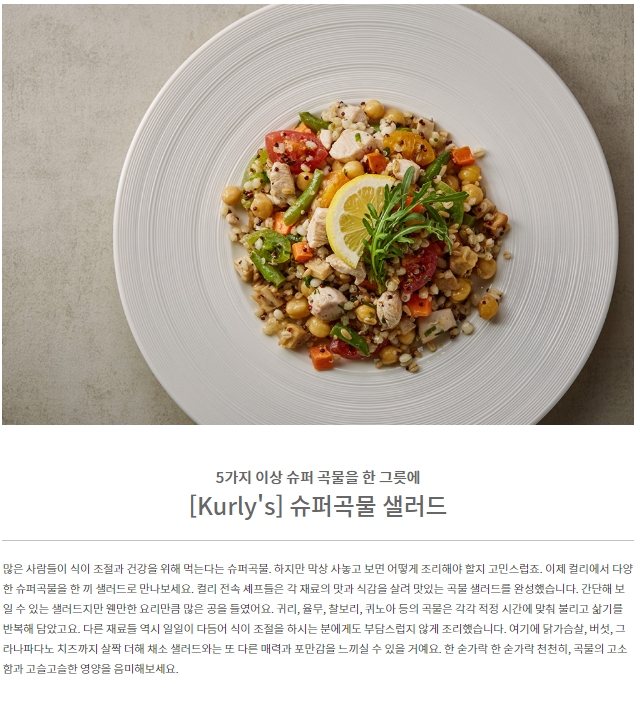 5가지 이상 슈퍼 곡물을 한 그릇에
[Kurly's] 슈퍼곡물 샐러드
많은 사람들이 식이 조절과 건강을 위해 먹는다는 슈퍼곡물. 하지만 막상 사놓고 보면 어떻게 조리해야 할지 고민스럽죠. 이제 컬리에서 다양
한 슈퍼곡물을 한 끼 샐러드로 만나보세요. 컬리 전속 셰프들은 각 재료의 맛과 식감을 살려 맛있는 곡물 샐러드를 완성했습니다. 간단해 보
일 수 있는 샐러드지만 웬만한 요리만큼 많은 공을 들였어요. 귀리, 율무, 찰보리, 퀴노아 등의 곡물은 각각 적정 시간에 맞춰 불리고 삶기를
반복해 담았고요. 다른 재료들 역시 일일이 다듬어 식이 조절을 하시는 분에게도 부담스럽지 않게 조리했습니다. 여기에 닭가슴살, 버섯, 그
라나파다노 치즈까지 살짝 더해 채소 샐러드와는 또 다른 매력과 포만감을 느끼실 수 있을 거예요. 한 숟가락 한 숟가락 천천히, 곡물의 고소
함과 고슬고슬한 영양을 음미해보세요.